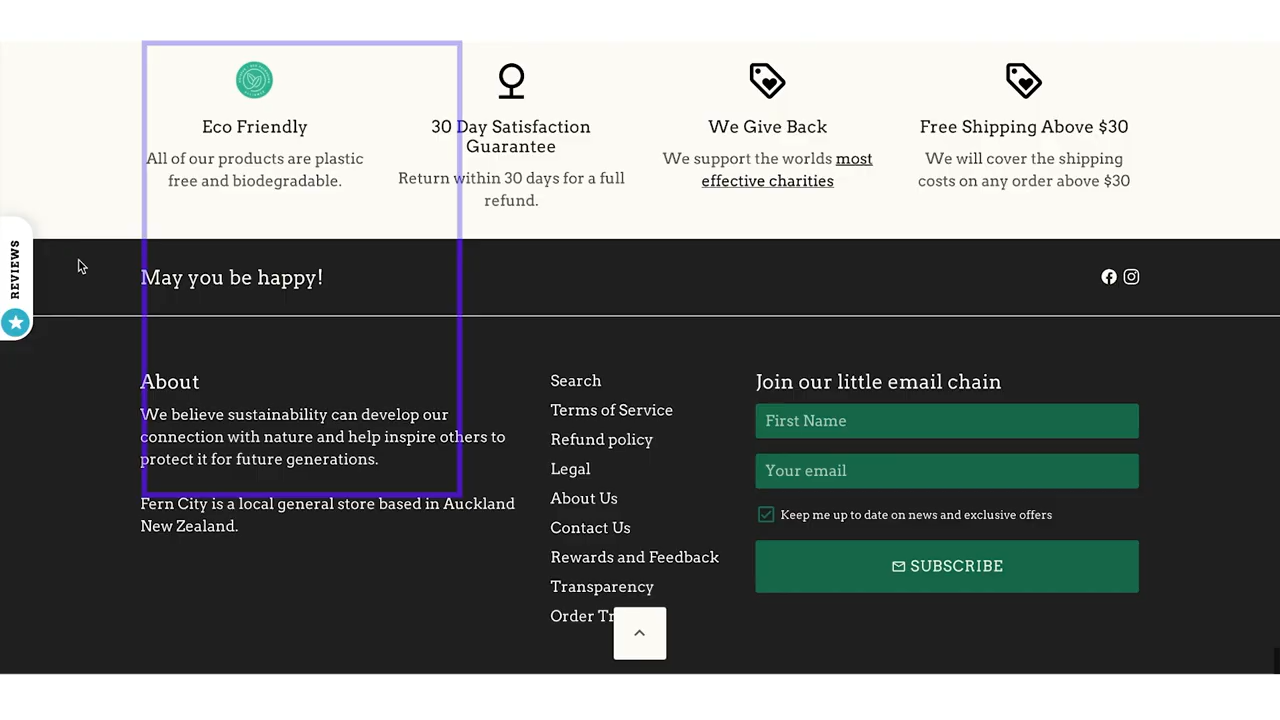 Eco Friendly
All of our products are plastic
free and biodegradable.
30 Day Satisfaction
Guarantee
Return within 30 days for a full
refund.
We Give Back
We support the worlds most
effective charities
Free Shipping Above $30
We will cover the shipping
costs on any order above $30
REVIEWS
May you be happy!
About
We believe sustainability can develop our
connection with nature and help inspire others to
protect it for future generations.
Fern City is a local general store based in Auckland
New Zealand.
Search
Terms of Service
Refund policy
Legal
About Us
Contact Us
Rewards and Feedback
Transparency
Order
Join our little email chain
First Name
Your email
Keep me up to date on news and exclusive offers
SUBSCRIBE